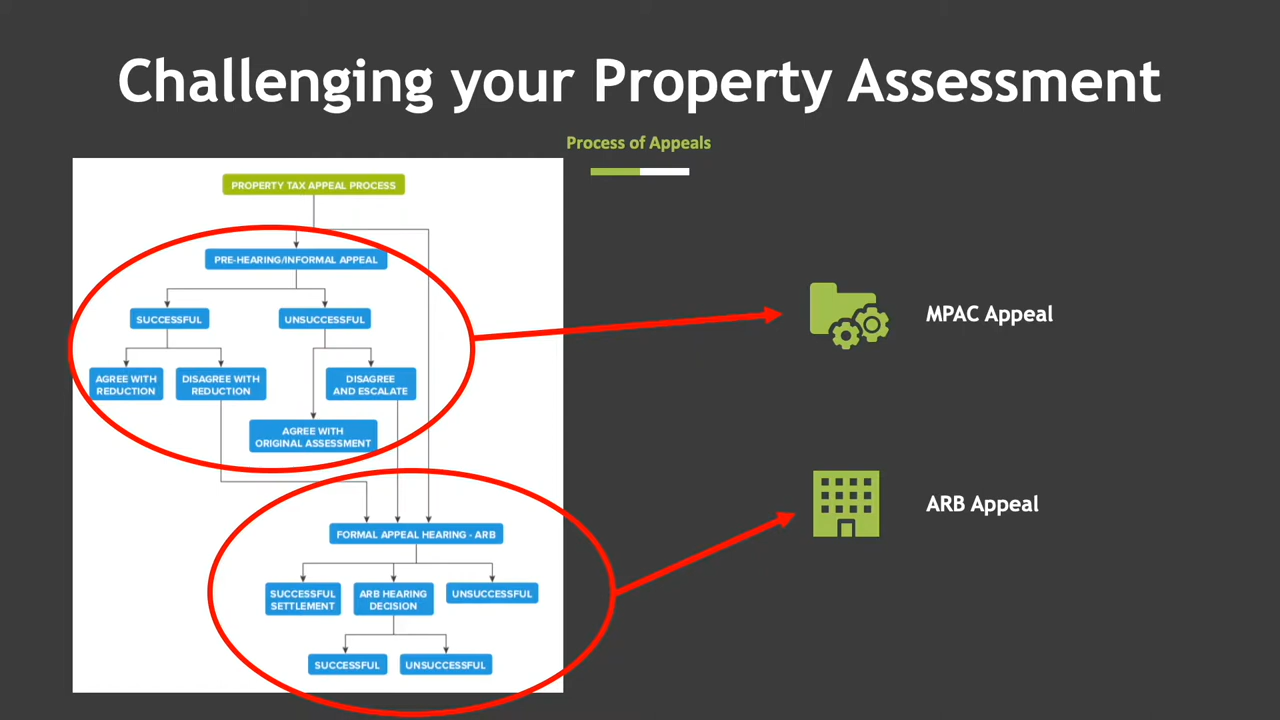 Challenging your Property Assessment
Process of Appeals
PROPERTY TAX APPEAL PROCESS
PRE-HEARING/INFORMAL APPEAL
SUCCESSFUL
UNSUCCESSFUL
AGREE WITH
REDUCTION
DISAGREE WITH
REDUCTION
DISAGREE
AND ESCALATE
AGREE WITH
ORIGINAL ASSESSMENT
FORMAL APPEAL HEARING - ARB
SUCCESSFUL
SETTLEMENT
ARB HEARING
DECISION
UNSUCCESSFUL
SUCCESSFUL
UNSUCCESSFUL
MPAC Appeal
ARB Appeal